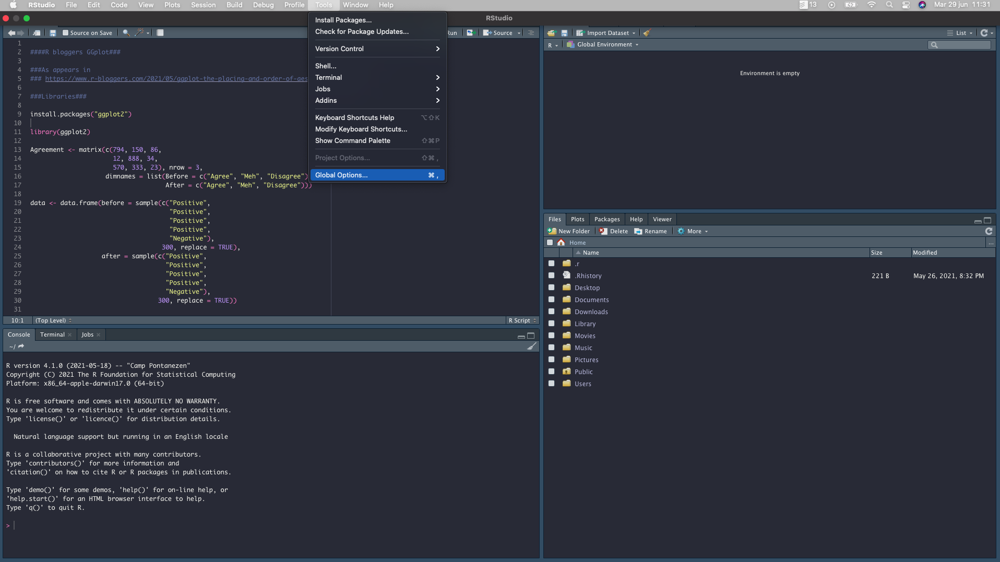 RStudio File Edit Code View Plots Session Build Debug Profile Tools Window Help 13 Mar 29 jun 11:31
RStudio
Source on Save Run Source
1
2 ####R bloggers GGplot###
3
4 ###As appears in
5 ### https://www.r-bloggers.com/2021/05/ggplot-the-placing-and-order-of-aes
6
7 ###Libraries###
8
9 install.packages("ggplot2")
10
11 library(ggplot2)
12
13 Agreement <- matrix(c(794, 150, 86,
14 12, 888, 34,
15 570, 333, 23), nrow = 3,
16 dimnames = list(Before = c("Agree", "Meh", "Disagree")
17 After = c("Agree", "Meh", "Disagree")))
18
19 data <- data.frame(before = sample(c("Positive",
20 "Positive",
21 "Positive",
22 "Positive",
23 "Negative"),
24 300, replace = TRUE),
25 after = sample(c("Positive",
26 "Positive",
27 "Positive",
28 "Positive",
29 "Negative"),
30 300, replace = TRUE))
31
10:1 (Top Level) R Script
Install Packages...
Check for Package Updates...
Version Control
Shell...
Terminal
Jobs
Addins
Keyboard Shortcuts Help ⌥⇧K
Modify Keyboard Shortcuts...
Show Command Palette ⇧⌘P
Project Options... ⇧⌘,
Global Options... ⌘,
Console Terminal Jobs
~/
R version 4.1.0 (2021-05-18) -- "Camp Pontanezen"
Copyright (C) 2021 The R Foundation for Statistical Computing
Platform: x86_64-apple-darwin17.0 (64-bit)
R is free software and comes with ABSOLUTELY NO WARRANTY.
You are welcome to redistribute it under certain conditions.
Type 'license()' or 'licence()' for distribution details.
Natural language support but running in an English locale
R is a collaborative project with many contributors.
Type 'contributors()' for more information and
'citation()' on how to cite R or R packages in publications.
Type 'demo()' for some demos, 'help()' for on-line help, or
'help.start()' for an HTML browser interface to help.
Type 'q()' to quit R.
>
Import Dataset List
R Global Environment
Environment is empty
Files Plots Packages Help Viewer
New Folder Delete Rename More
Home ...
Name Size Modified
.r
.Rhistory 221 B May 26, 2021, 8:32 PM
Desktop
Documents
Downloads
Library
Movies
Music
Pictures
Public
Users